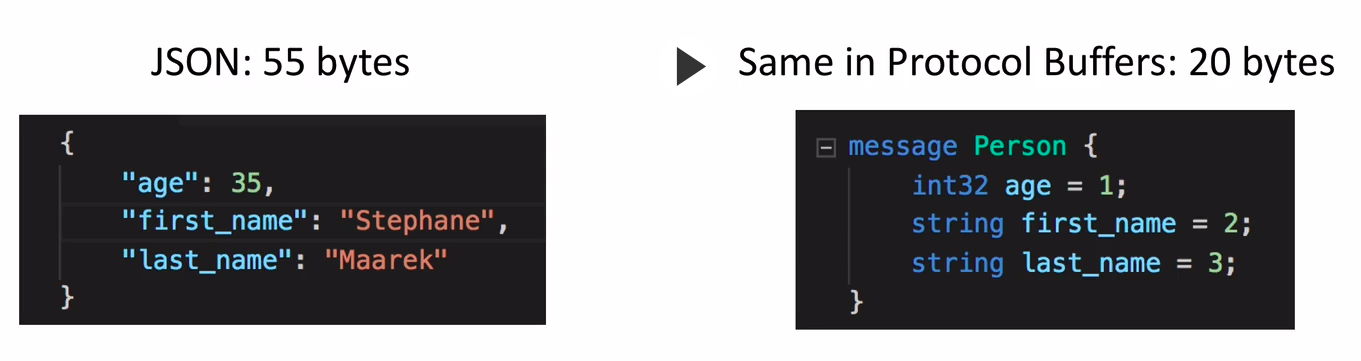 JSON: 55 bytes
{
"age": 35,
"first_name": "Stephane",
"last_name": "Maarek"
}
Same in Protocol Buffers: 20 bytes
message Person {
int32 age = 1;
string first_name = 2;
string last_name = 3;
}